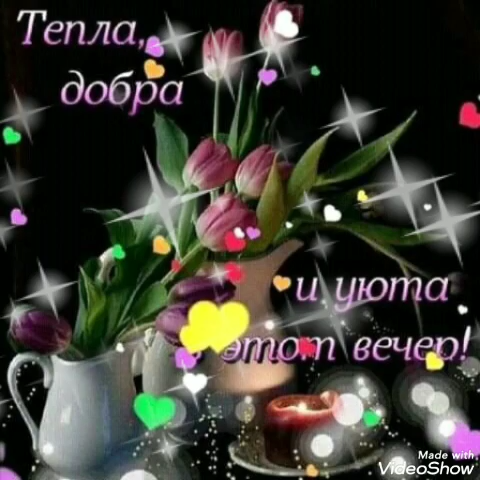 Тепла,
добра
и уюта
в этот вечер!
Made with
VideoShow